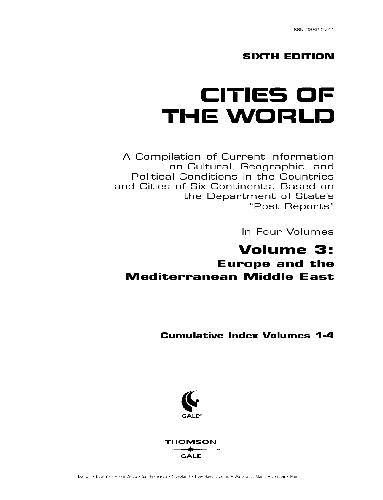 SIXTH EDITION
CITIES OF
THE WORLD
A Compilation of Current Information
on Cultural, Geographic, and
Political Conditions in the Countries
and Cities of Six Continents, Based on
the Department of State's
"Post Reports"
In Four Volumes
Volume 3:
Europe and the
Mediterranean Middle East
Cumulative Index Volumes 1-4
GALE®
THOMSON
GALE